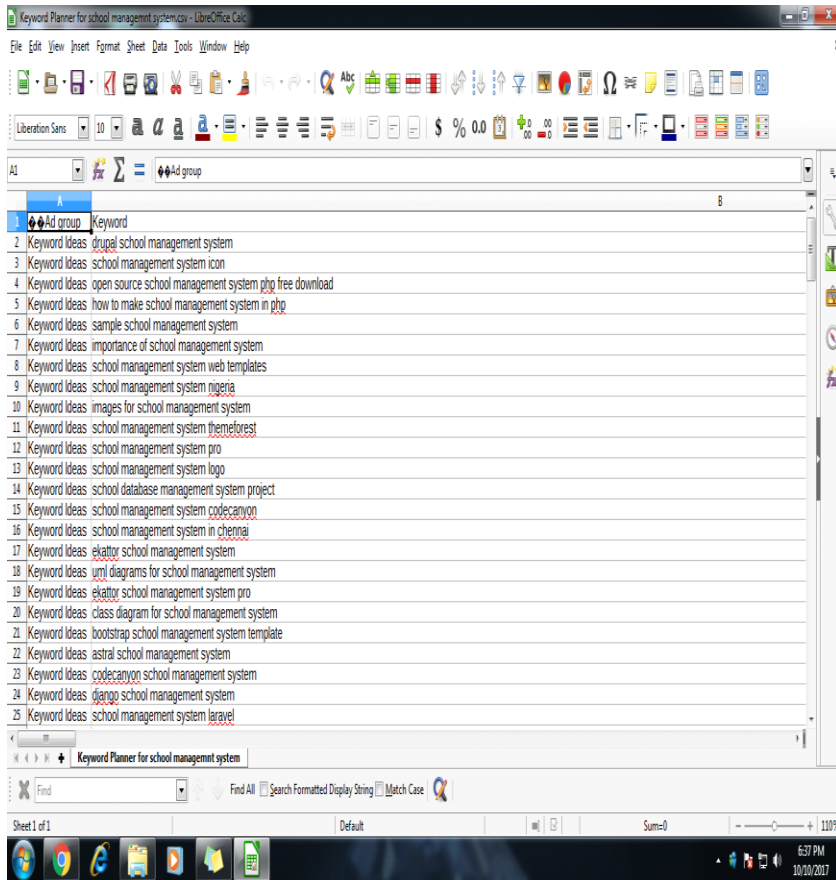 Keyword Planner for school managemnt system.csv - LibreOffice Calc
File Edit View Insert Format Sheet Data Tools Window Help
Abc
Liberation Sans 10 a a a a $ % 0.0
A1 ��Ad group
A B
1 ��Ad group Keyword
2 Keyword Ideas drupal school management system
3 Keyword Ideas school management system icon
4 Keyword Ideas open source school management system php free download
5 Keyword Ideas how to make school management system in php
6 Keyword Ideas sample school management system
7 Keyword Ideas importance of school management system
8 Keyword Ideas school management system web templates
9 Keyword Ideas school management system nigeria
10 Keyword Ideas images for school management system
11 Keyword Ideas school management system themeforest
12 Keyword Ideas school management system pro
13 Keyword Ideas school management system logo
14 Keyword Ideas school database management system project
15 Keyword Ideas school management system codecanyon
16 Keyword Ideas school management system in chennai
17 Keyword Ideas ekattor school management system
18 Keyword Ideas uml diagrams for school management system
19 Keyword Ideas ekattor school management system pro
20 Keyword Ideas class diagram for school management system
21 Keyword Ideas bootstrap school management system template
22 Keyword Ideas astral school management system
23 Keyword Ideas codecanyon school management system
24 Keyword Ideas django school management system
25 Keyword Ideas school management system laravel
Keyword Planner for school managemnt system
Find Find All Search Formatted Display String Match Case
Sheet 1 of 1 Default Sum=0 110%
6:37 PM
10/10/2017